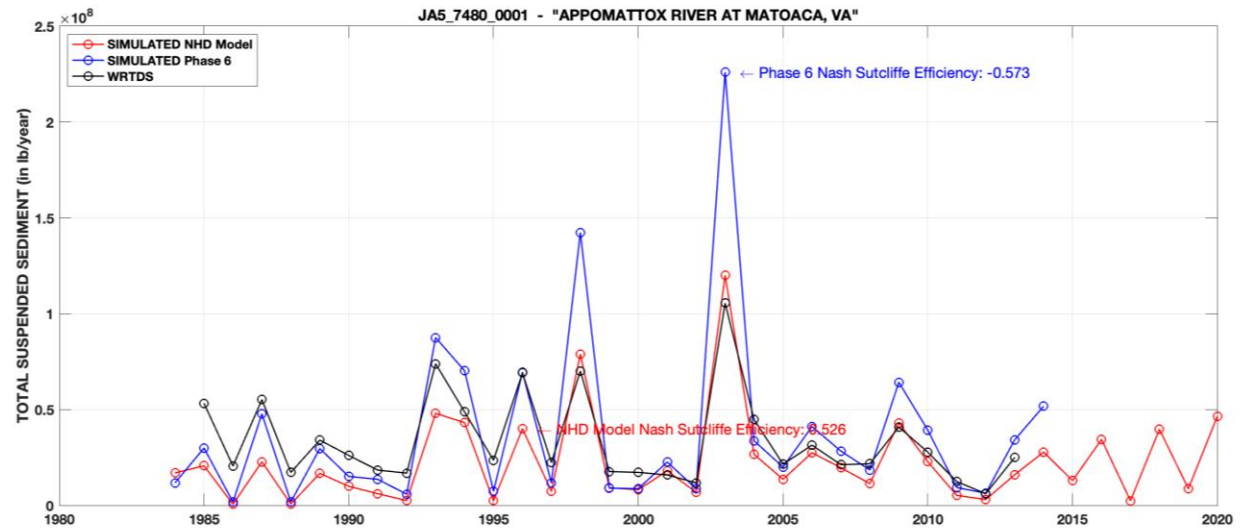 JA5_7480_0001 - "APPOMATTOX RIVER AT MATOACA, VA"
×10⁸
2.5
2
1.5
1
0.5
0
TOTAL SUSPENDED SEDIMENT (in lb/year)
SIMULATED NHD Model
SIMULATED Phase 6
WRTDS
← Phase 6 Nash Sutcliffe Efficiency: -0.573
← NHD Model Nash Sutcliffe Efficiency: 0.526
1980 1985 1990 1995 2000 2005 2010 2015 2020